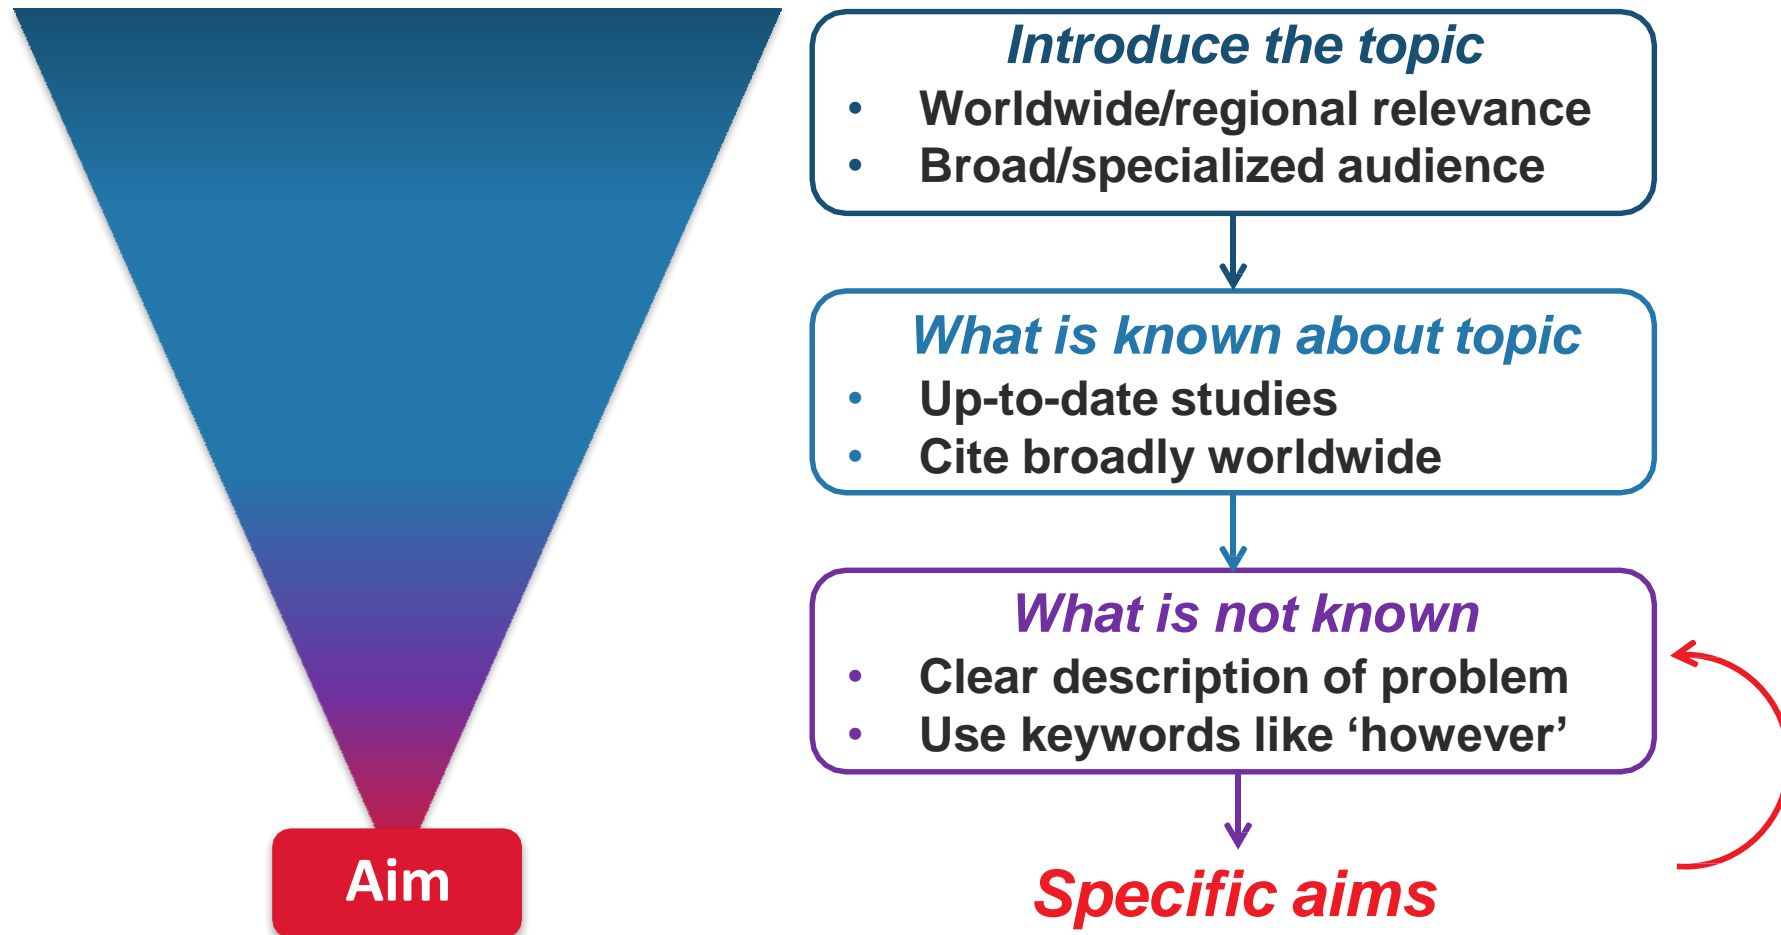 Introduce the topic
• Worldwide/regional relevance
• Broad/specialized audience
What is known about topic
• Up-to-date studies
• Cite broadly worldwide
What is not known
• Clear description of problem
• Use keywords like ‘however’
Aim
Specific aims